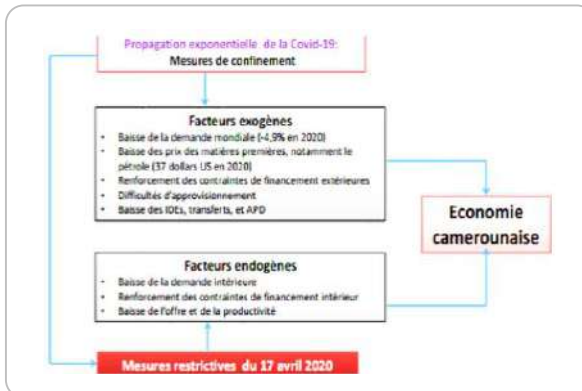 Propagation exponentielle de la Covid-19:
Mesures de confinement
Facteurs exogènes
• Baisse de la demande mondiale (-4,9% en 2020)
• Baisse des prix des matières premières, notamment le
pétrole (37 dollars US en 2020)
• Renforcement des contraintes de financement extérieures
• Difficultés d'approvisionnement
• Baisse des IDEs, transferts, et APD
Economie
camerounaise
Facteurs endogènes
• Baisse de la demande intérieure
• Renforcement des contraintes de financement intérieur
• Baisse de l'offre et de la productivité
Mesures restrictives du 17 avril 2020